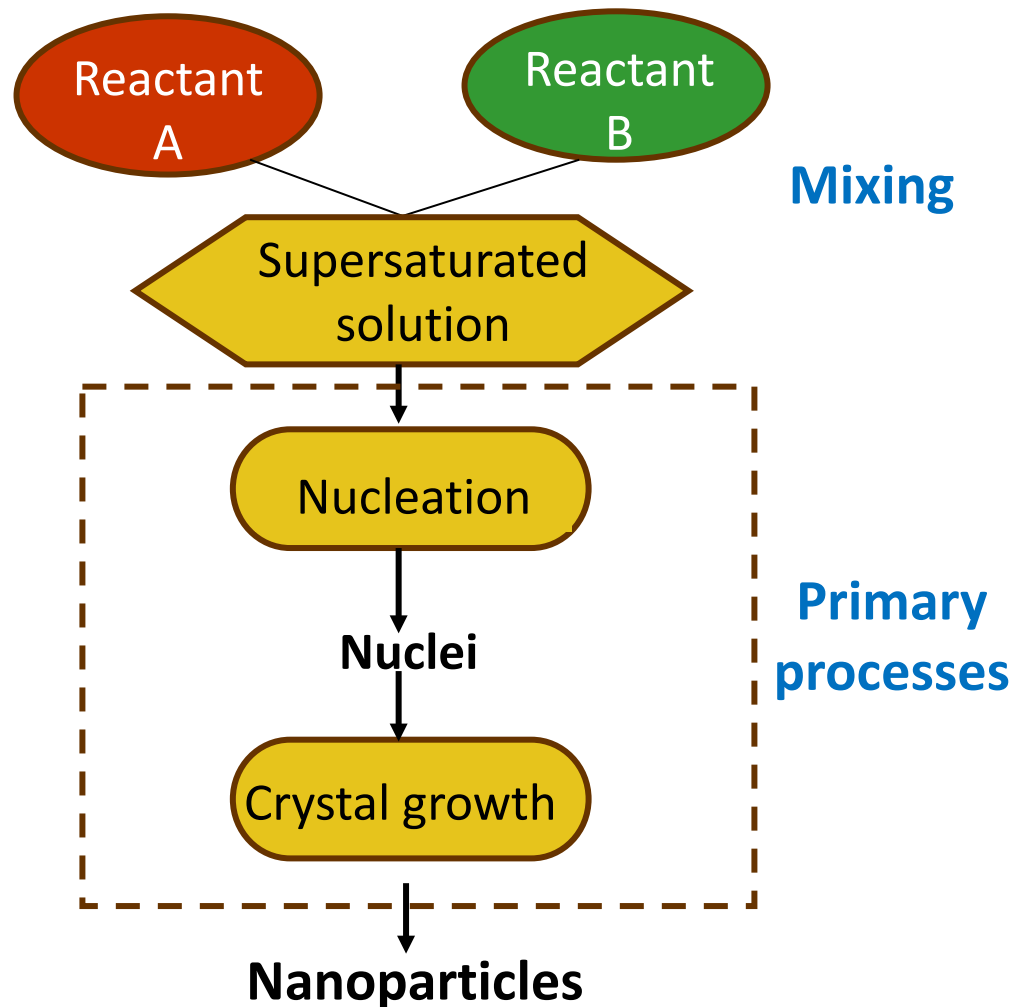 Reactant
A
Reactant
B
Mixing
Supersaturated
solution
Nucleation
Nuclei
Primary
processes
Crystal growth
Nanoparticles